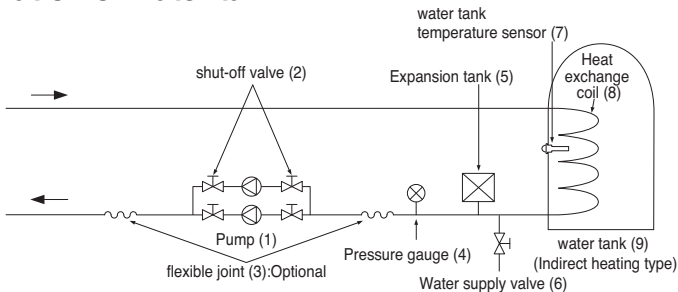 water tank
temperature sensor (7)
shut-off valve (2)
Expansion tank (5)
Heat
exchange
coil (8)
Pump (1)
flexible joint (3):Optional
Pressure gauge (4)
Water supply valve (6)
water tank (9)
(Indirect heating type)